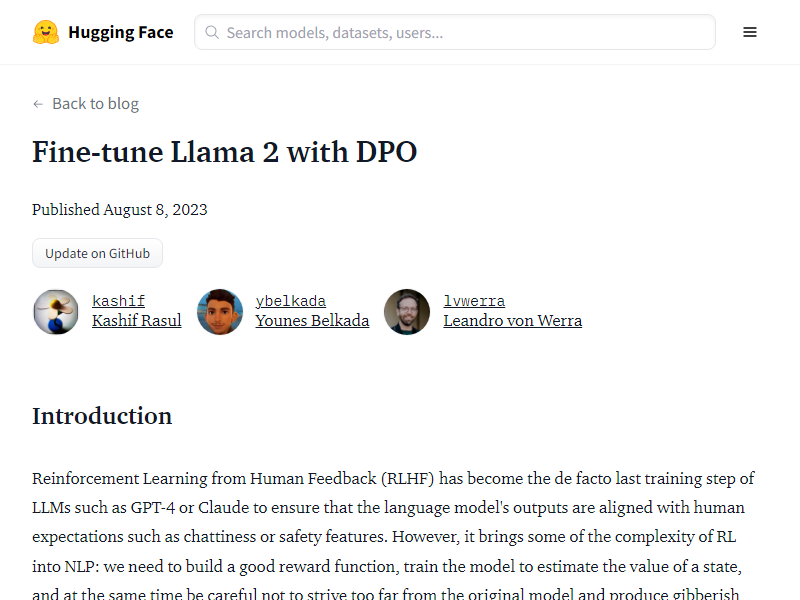 Hugging Face
Search models, datasets, users...
Back to blog
Fine-tune Llama 2 with DPO
Published August 8, 2023
Update on GitHub
kashif
Kashif Rasul
ybelkada
Younes Belkada
lvwerra
Leandro von Werra
Introduction
Reinforcement Learning from Human Feedback (RLHF) has become the de facto last training step of
LLMs such as GPT-4 or Claude to ensure that the language model's outputs are aligned with human
expectations such as chattiness or safety features. However, it brings some of the complexity of RL
into NLP: we need to build a good reward function, train the model to estimate the value of a state,
and at the same time be careful not to strive too far from the original model and produce gibberish